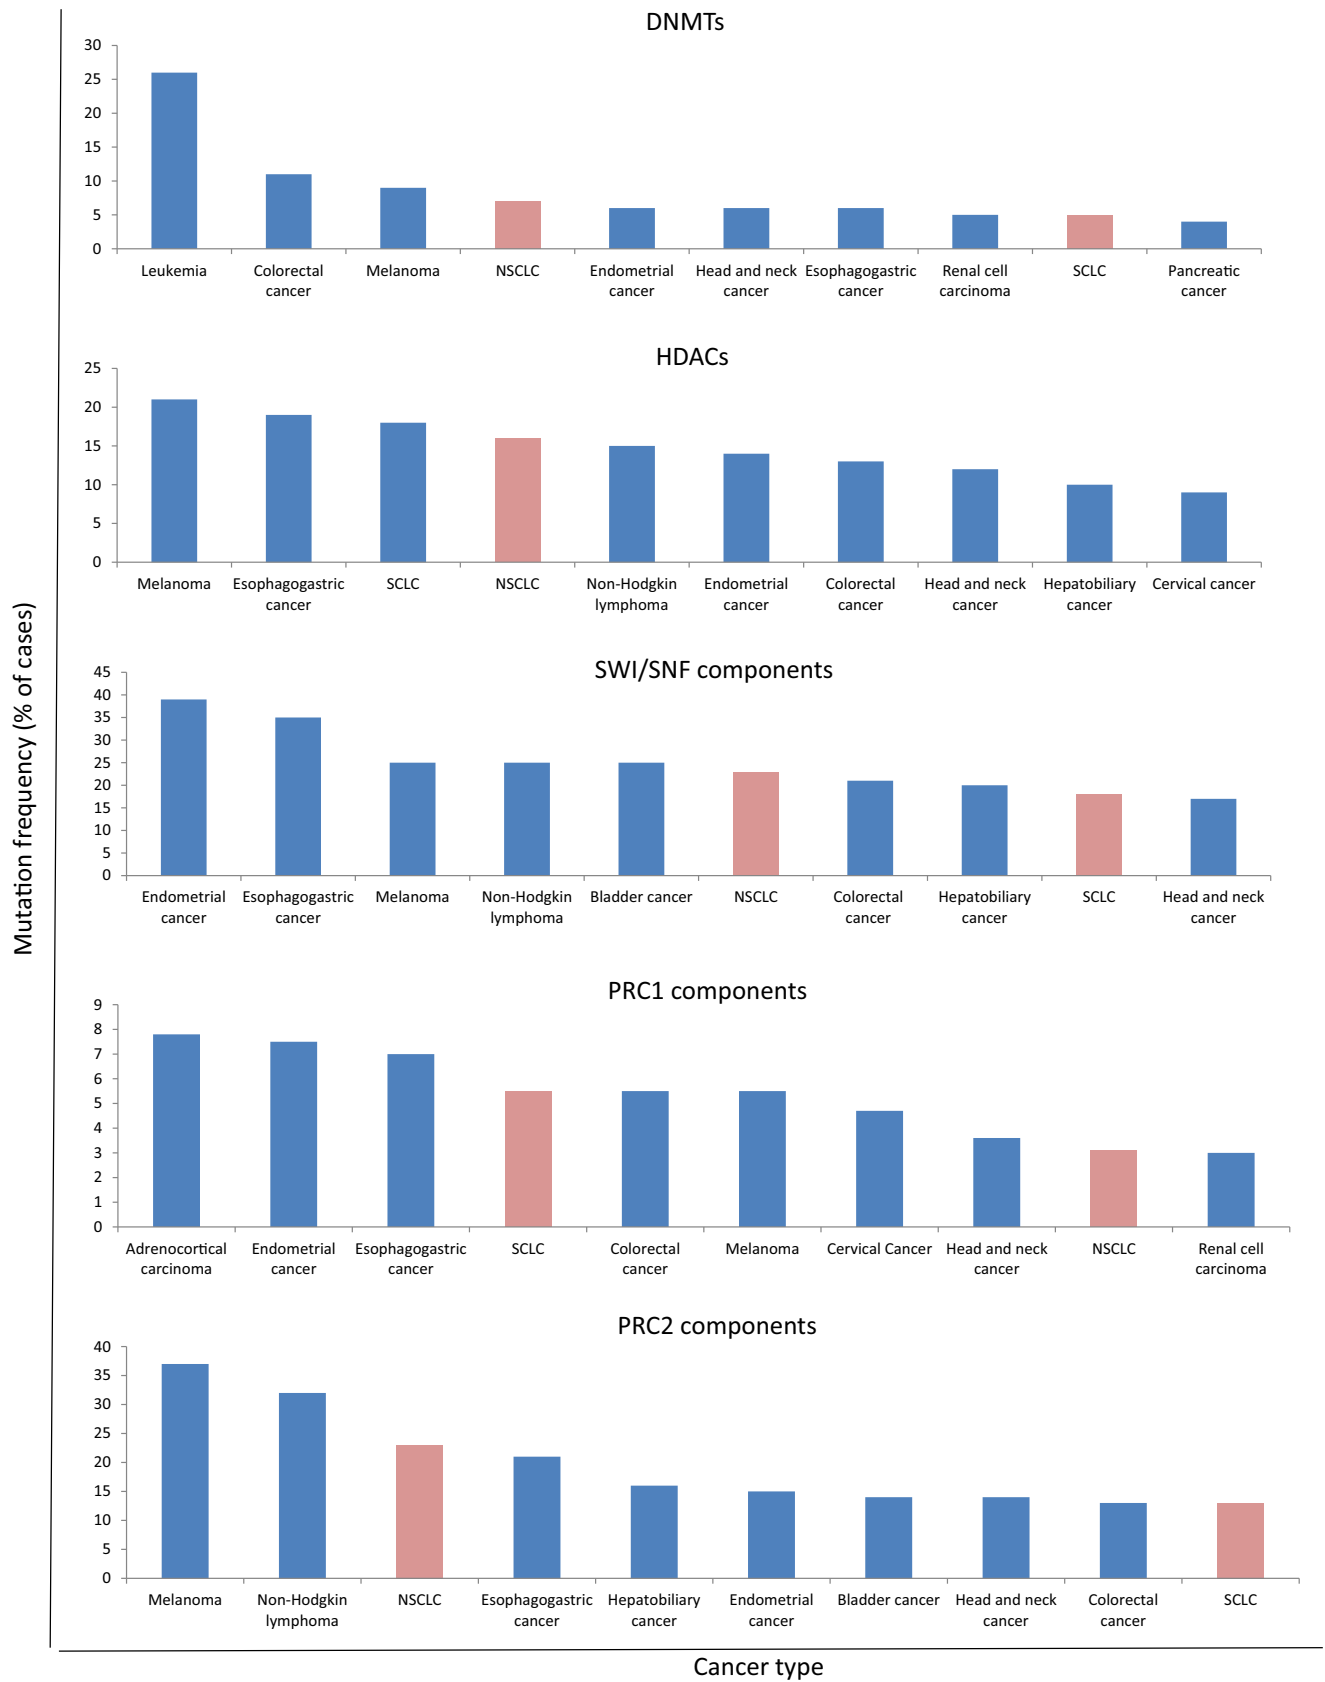 DNMTs
30
25
20
15
10
5
0
Leukemia
Colorectal
cancer
Melanoma
NSCLC
Endometrial
cancer
Head and neck
cancer
Esophagogastric
cancer
Renal cell
carcinoma
SCLC
Pancreatic
cancer
HDACs
25
20
15
10
5
0
Melanoma
Esophagogastric
cancer
SCLC
NSCLC
Non-Hodgkin
lymphoma
Endometrial
cancer
Colorectal
cancer
Head and neck
cancer
Hepatobiliary
cancer
Cervical cancer
SWI/SNF components
45
40
35
30
25
20
15
10
5
0
Endometrial
cancer
Esophagogastric
cancer
Melanoma
Non-Hodgkin
lymphoma
Bladder cancer
NSCLC
Colorectal
cancer
Hepatobiliary
cancer
SCLC
Head and neck
cancer
PRC1 components
9
8
7
6
5
4
3
2
1
0
Adrenocortical
carcinoma
Endometrial
cancer
Esophagogastric
cancer
SCLC
Colorectal
cancer
Melanoma
Cervical Cancer
Head and neck
cancer
NSCLC
Renal cell
carcinoma
PRC2 components
40
35
30
25
20
15
10
5
0
Melanoma
Non-Hodgkin
lymphoma
NSCLC
Esophagogastric
cancer
Hepatobiliary
cancer
Endometrial
cancer
Bladder cancer
Head and neck
cancer
Colorectal
cancer
SCLC
Mutation frequency (% of cases)
Cancer type